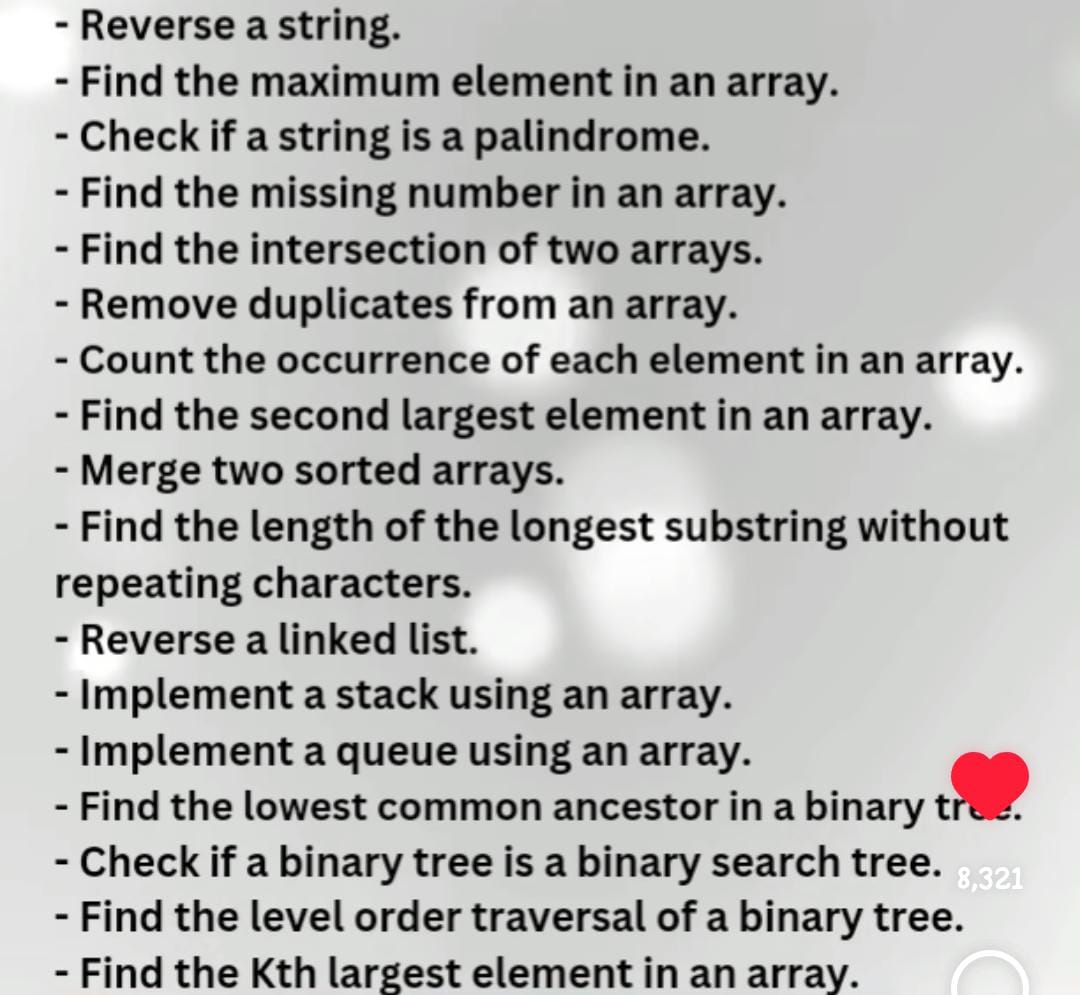 - Reverse a string.
- Find the maximum element in an array.
- Check if a string is a palindrome.
- Find the missing number in an array.
- Find the intersection of two arrays.
- Remove duplicates from an array.
- Count the occurrence of each element in an array.
- Find the second largest element in an array.
- Merge two sorted arrays.
- Find the length of the longest substring without
repeating characters.
- Reverse a linked list.
- Implement a stack using an array.
- Implement a queue using an array.
- Find the lowest common ancestor in a binary tree.
- Check if a binary tree is a binary search tree.
8,321
- Find the level order traversal of a binary tree.
- Find the Kth largest element in an array.